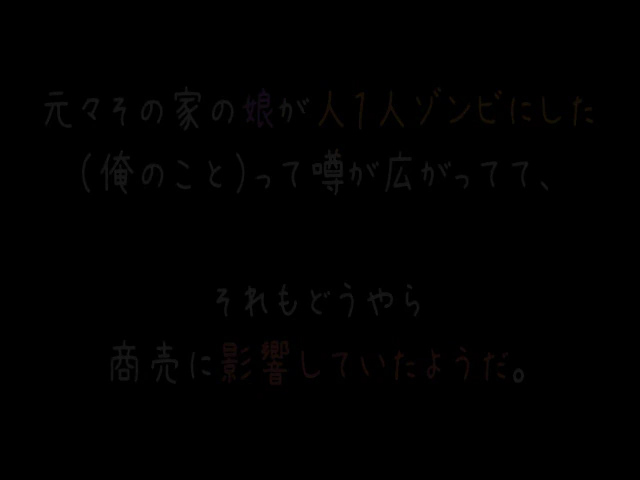 元々その家の娘が人1人ゾンビにした
(俺のこと)って噂が広がってて、
それもどうやら
商売に影響していたようだ。